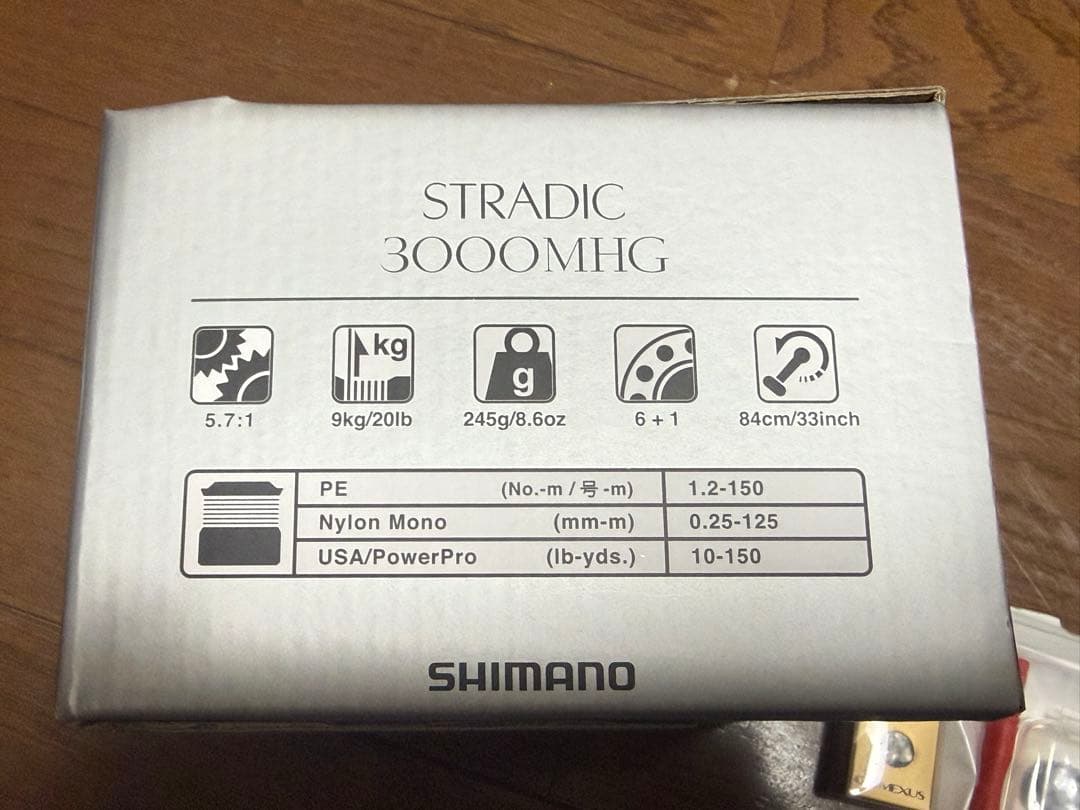 STRADIC
3000MHG
kg
g
5.7:1 9kg/20lb 245g/8.6oz 6+1 84cm/33inch
PE (No.-m / 号 -m) 1.2-150
Nylon Mono (mm-m) 0.25-125
USA/PowerPro (lb-yds.) 10-150
SHIMANO